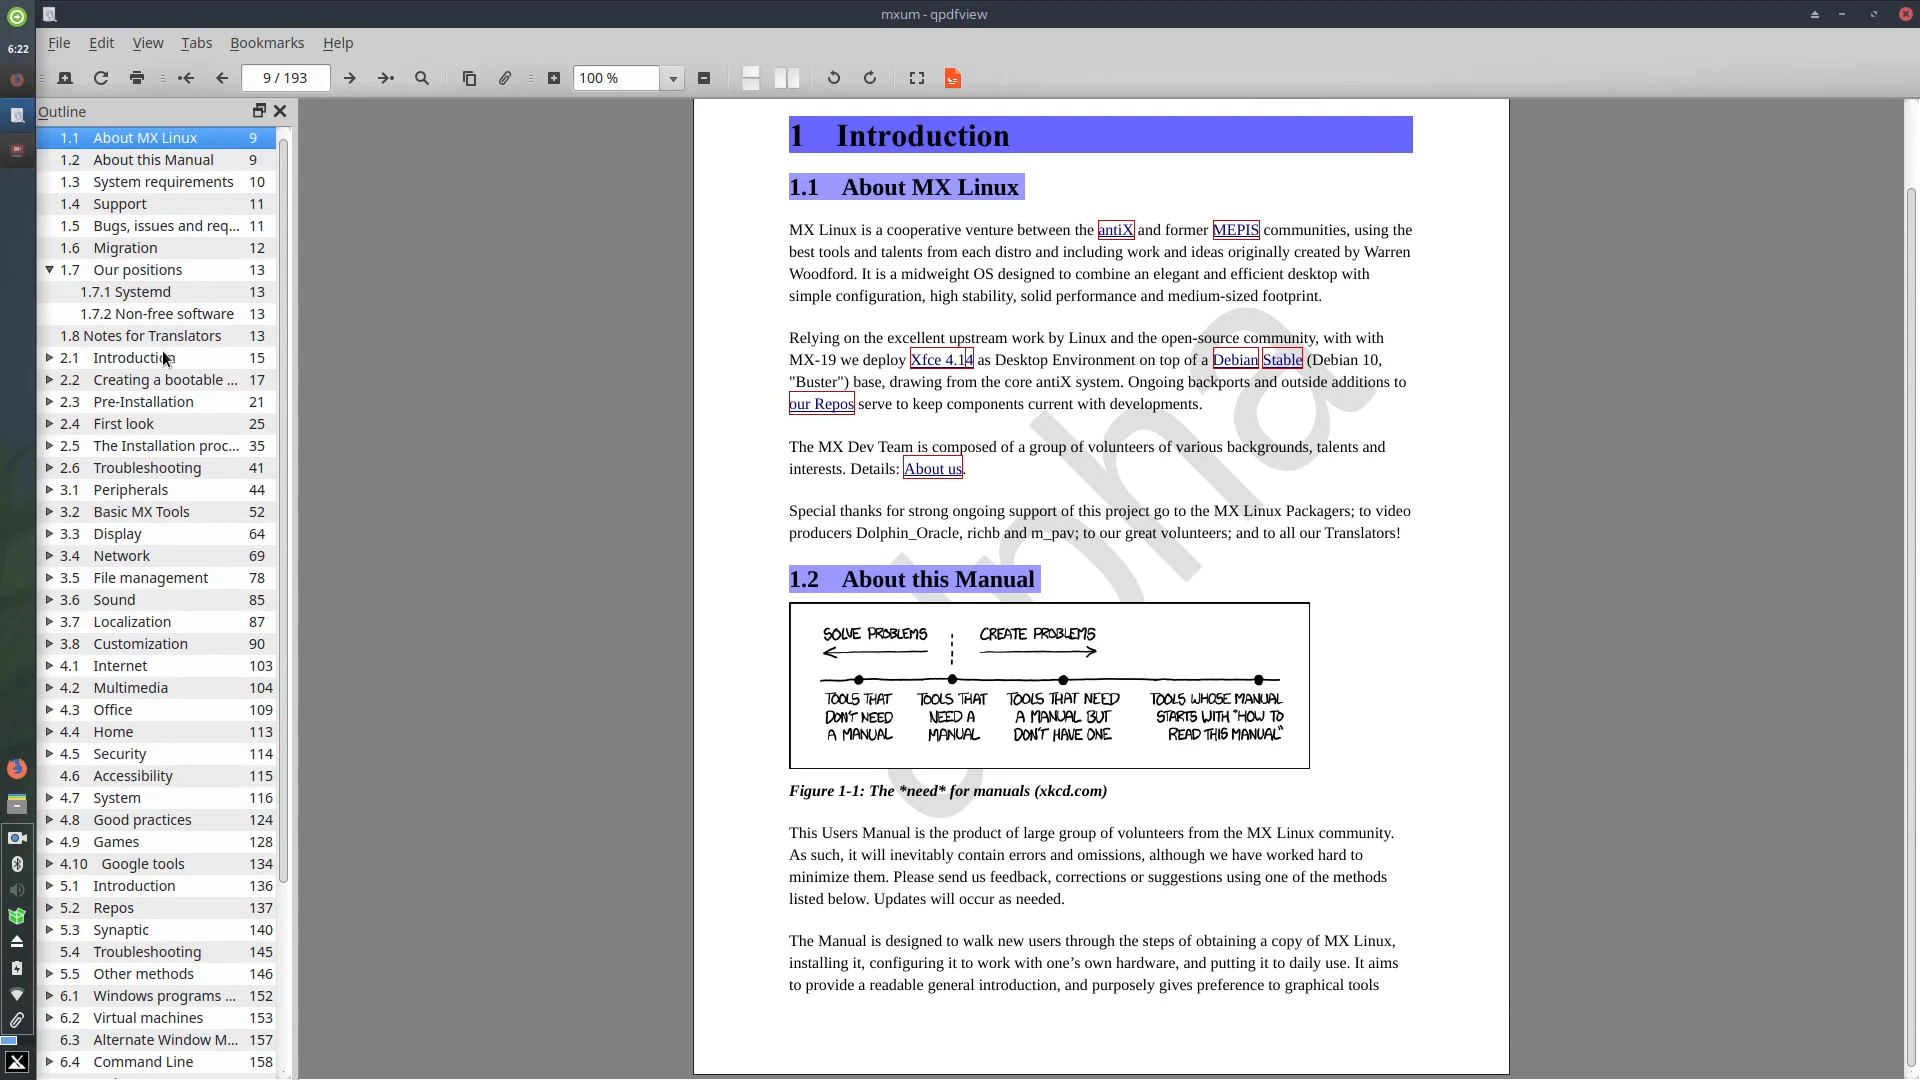 mxum - qpdfview
6:22
File Edit View Tabs Bookmarks Help
9 / 193
100 %
Outline
1.1 About MX Linux 9
1.2 About this Manual 9
1.3 System requirements 10
1.4 Support 11
1.5 Bugs, issues and req... 11
1.6 Migration 12
1.7 Our positions 13
1.7.1 Systemd 13
1.7.2 Non-free software 13
1.8 Notes for Translators 13
2.1 Introduction 15
2.2 Creating a bootable ... 17
2.3 Pre-Installation 21
2.4 First look 25
2.5 The Installation proc... 35
2.6 Troubleshooting 41
3.1 Peripherals 44
3.2 Basic MX Tools 52
3.3 Display 64
3.4 Network 69
3.5 File management 78
3.6 Sound 85
3.7 Localization 87
3.8 Customization 90
4.1 Internet 103
4.2 Multimedia 104
4.3 Office 109
4.4 Home 113
4.5 Security 114
4.6 Accessibility 115
4.7 System 116
4.8 Good practices 124
4.9 Games 128
4.10 Google tools 134
5.1 Introduction 136
5.2 Repos 137
5.3 Synaptic 140
5.4 Troubleshooting 145
5.5 Other methods 146
6.1 Windows programs ... 152
6.2 Virtual machines 153
6.3 Alternate Window M... 157
6.4 Command Line 158
1 Introduction
1.1 About MX Linux
MX Linux is a cooperative venture between the antiX and former MEPIS communities, using the
best tools and talents from each distro and including work and ideas originally created by Warren
Woodford. It is a midweight OS designed to combine an elegant and efficient desktop with
simple configuration, high stability, solid performance and medium-sized footprint.
Relying on the excellent upstream work by Linux and the open-source community, with with
MX-19 we deploy Xfce 4.14 as Desktop Environment on top of a Debian Stable (Debian 10,
"Buster") base, drawing from the core antiX system. Ongoing backports and outside additions to
our Repos serve to keep components current with developments.
The MX Dev Team is composed of a group of volunteers of various backgrounds, talents and
interests. Details: About us.
Special thanks for strong ongoing support of this project go to the MX Linux Packagers; to video
producers Dolphin_Oracle, richb and m_pav; to our great volunteers; and to all our Translators!
1.2 About this Manual
SOLVE PROBLEMS CREATE PROBLEMS
TOOLS THAT
DON'T NEED
A MANUAL
TOOLS THAT
NEED A
MANUAL
TOOLS THAT NEED
A MANUAL BUT
DON'T HAVE ONE
TOOLS WHOSE MANUAL
STARTS WITH "HOW TO
READ THIS MANUAL"
Figure 1-1: The *need* for manuals (xkcd.com)
This Users Manual is the product of large group of volunteers from the MX Linux community.
As such, it will inevitably contain errors and omissions, although we have worked hard to
minimize them. Please send us feedback, corrections or suggestions using one of the methods
listed below. Updates will occur as needed.
The Manual is designed to walk new users through the steps of obtaining a copy of MX Linux,
installing it, configuring it to work with one’s own hardware, and putting it to daily use. It aims
to provide a readable general introduction, and purposely gives preference to graphical tools